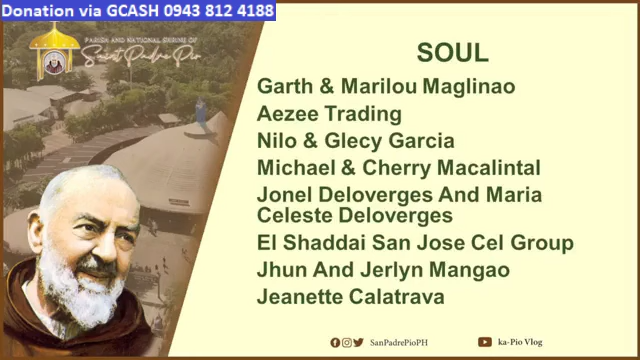 Donation via GCASH 0943 812 4188
PARISH AND NATIONAL SHRINE OF
Saint Padre Pio
SOUL
Garth & Marilou Maglinao
Aezee Trading
Nilo & Glecy Garcia
Michael & Cherry Macalintal
Jonel Deloverges And Maria
Celeste Deloverges
El Shaddai San Jose Cel Group
Jhun And Jerlyn Mangao
Jeanette Calatrava
SanPadrePioPH
ka-Pio Vlog